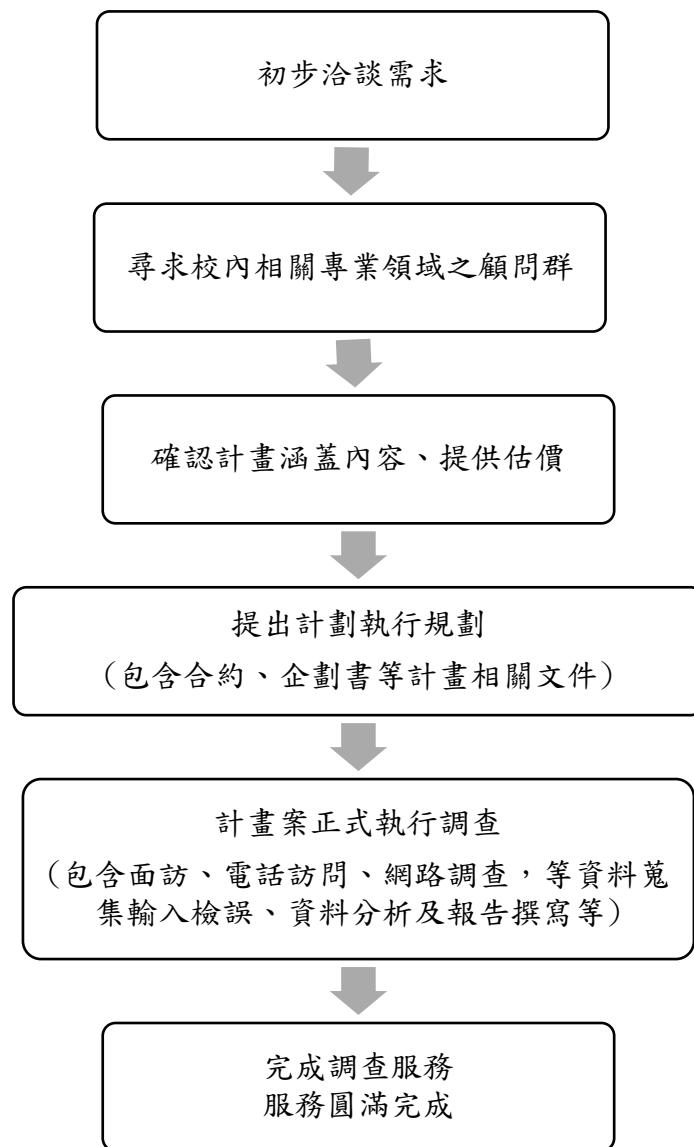 初步洽談需求
尋求校內相關專業領域之顧問群
確認計畫涵蓋內容、提供估價
提出計劃執行規劃
（包含合約、企劃書等計畫相關文件）
計畫案正式執行調查
（包含面訪、電話訪問、網路調查，等資料蒐
集輸入檢誤、資料分析及報告撰寫等）
完成調查服務
服務圓滿完成